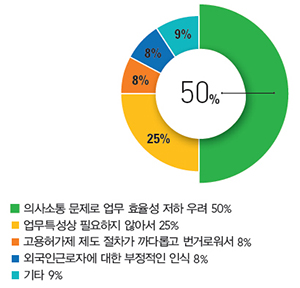 9%
8%
8%
50%
25%
의사소통 문제로 업무 효율성 저하 우려 50%
업무특성상 필요하지 않아서 25%
고용허가제 제도 절차가 까다롭고 번거로워서 8%
외국인근로자에 대한 부정적인 인식 8%
기타 9%